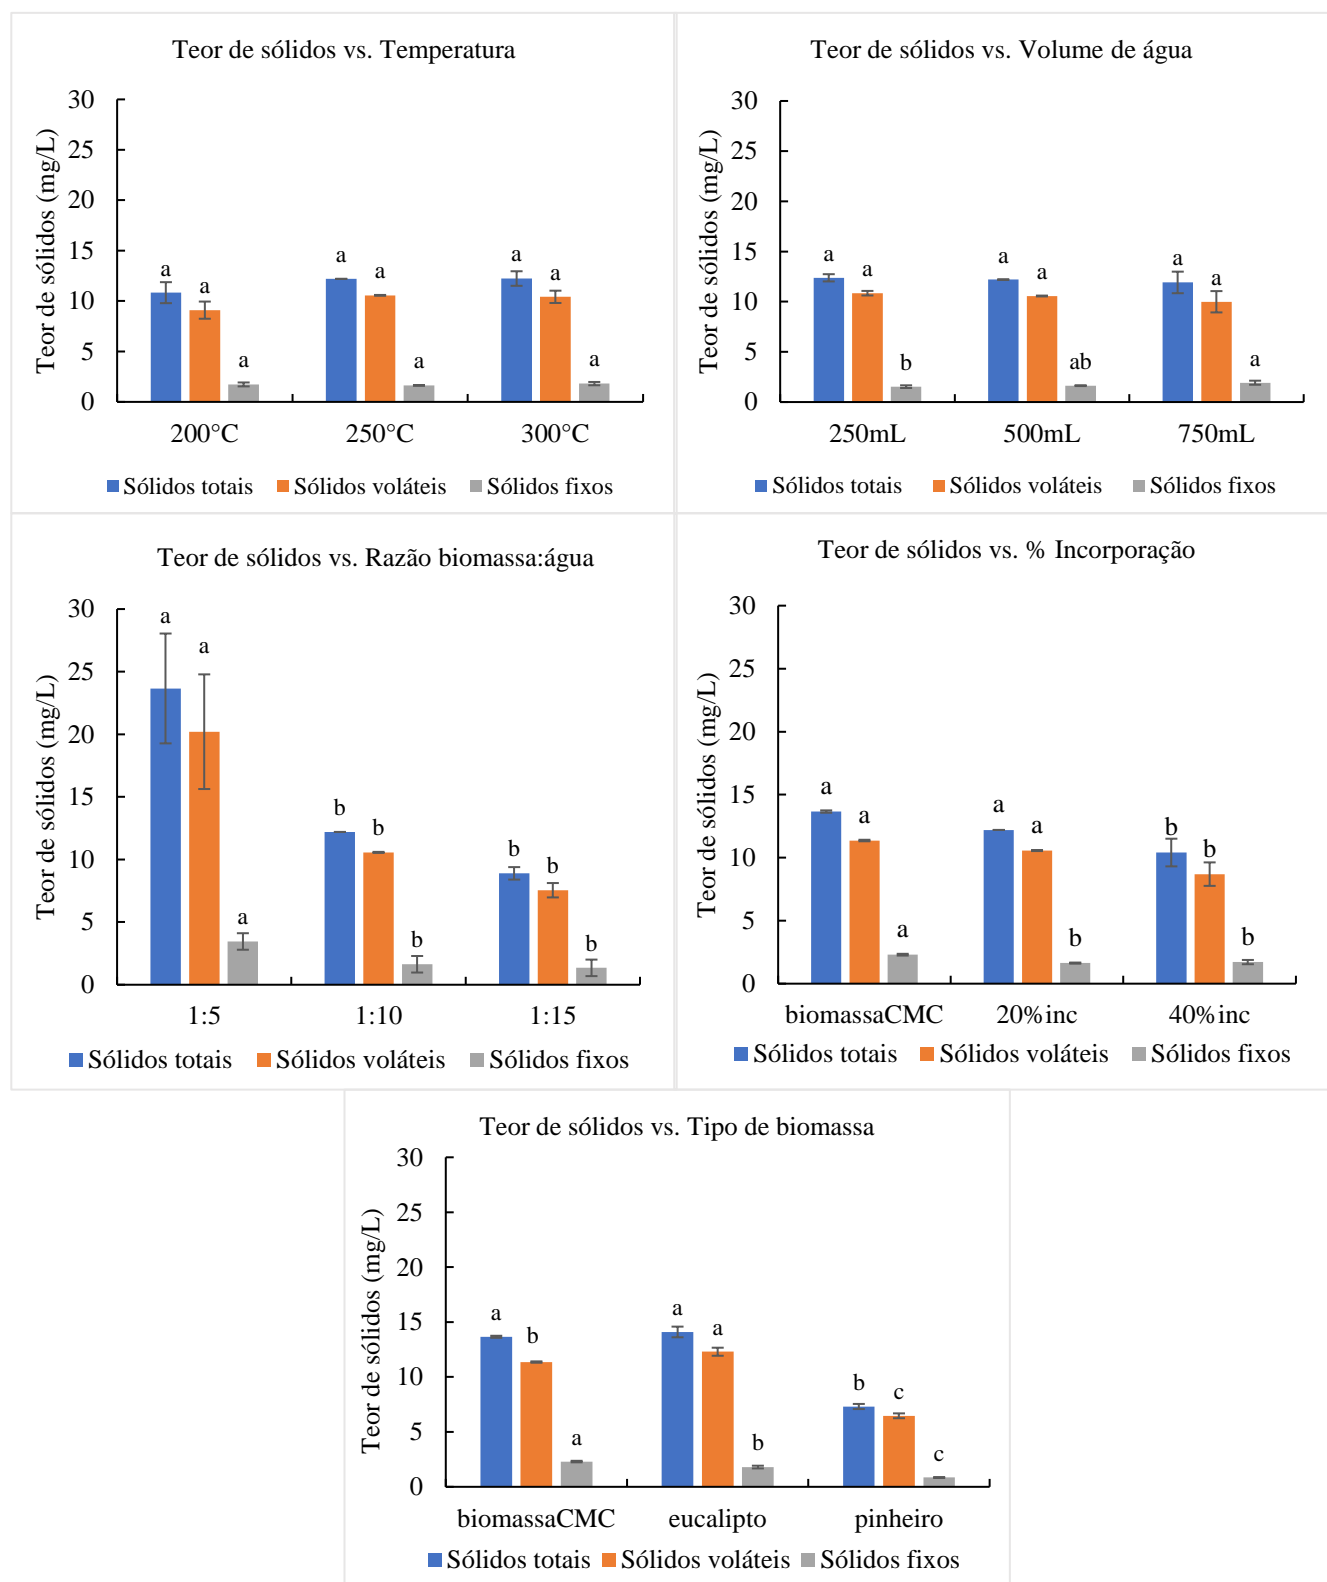 Teor de sólidos vs. Temperatura
Teor de sólidos (mg/L)
30
25
20
15
10
5
0
a a a
a a a
a a a
200°C 250°C 300°C
Sólidos totais Sólidos voláteis Sólidos fixos
Teor de sólidos vs. Volume de água
Teor de sólidos (mg/L)
30
25
20
15
10
5
0
a a b
a a ab
a a a
250mL 500mL 750mL
Sólidos totais Sólidos voláteis Sólidos fixos
Teor de sólidos vs. Razão biomassa:água
Teor de sólidos (mg/L)
30
25
20
15
10
5
0
a a a
b b b
b b b
1:5 1:10 1:15
Sólidos totais Sólidos voláteis Sólidos fixos
Teor de sólidos vs. % Incorporação
Teor de sólidos (mg/L)
30
25
20
15
10
5
0
a a a
a a b
b b b
biomassaCMC 20%inc 40%inc
Sólidos totais Sólidos voláteis Sólidos fixos
Teor de sólidos vs. Tipo de biomassa
Teor de sólidos (mg/L)
30
25
20
15
10
5
0
a b a
a a b
b c c
biomassaCMC eucalipto pinheiro
Sólidos totais Sólidos voláteis Sólidos fixos